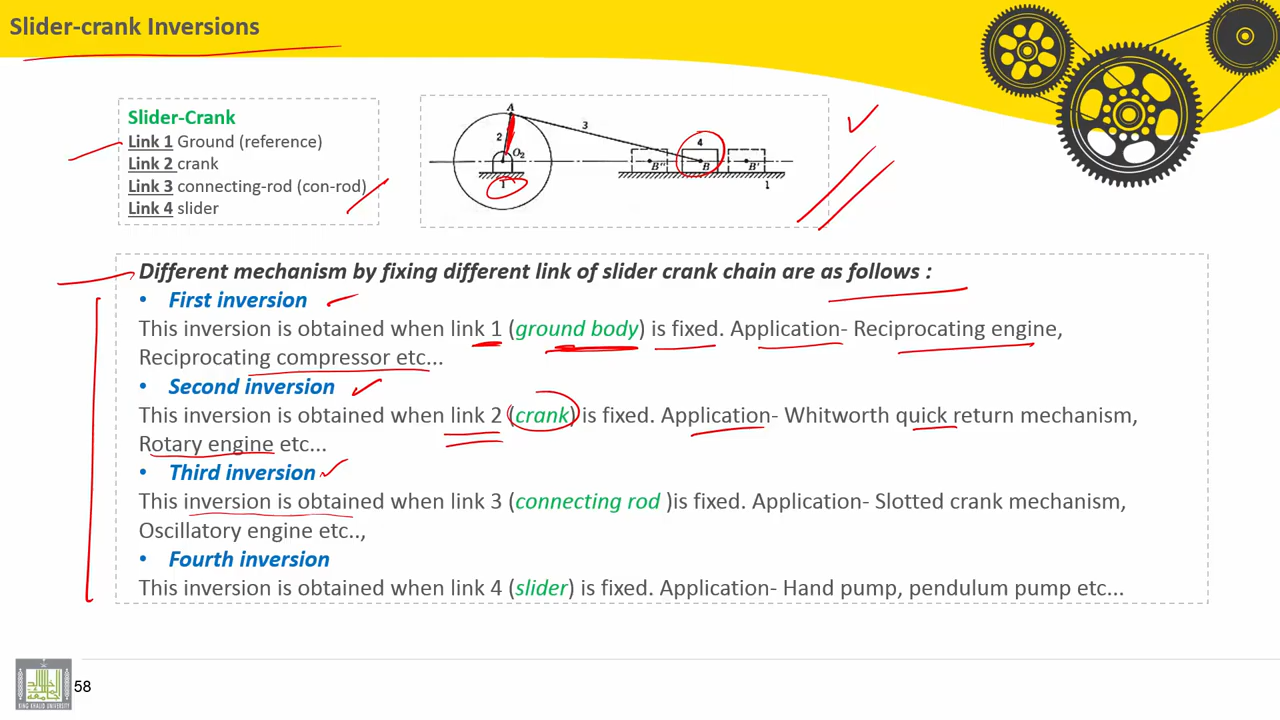 Slider-crank Inversions
Slider-Crank
Link 1 Ground (reference)
Link 2 crank
Link 3 connecting-rod (con-rod)
Link 4 slider
A
2
O2
1
3
4
B''
B
B'
1
Different mechanism by fixing different link of slider crank chain are as follows :
• First inversion
This inversion is obtained when link 1 (ground body) is fixed. Application- Reciprocating engine,
Reciprocating compressor etc...
• Second inversion
This inversion is obtained when link 2 (crank) is fixed. Application- Whitworth quick return mechanism,
Rotary engine etc...
• Third inversion
This inversion is obtained when link 3 (connecting rod )is fixed. Application- Slotted crank mechanism,
Oscillatory engine etc..,
• Fourth inversion
This inversion is obtained when link 4 (slider) is fixed. Application- Hand pump, pendulum pump etc...
KING KHALID UNIVERSITY
58